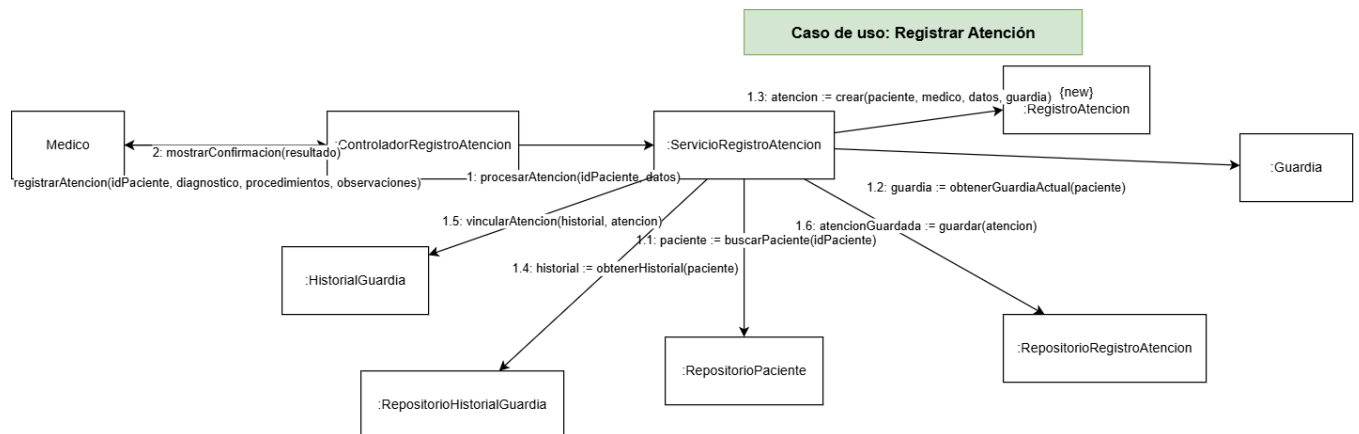 Caso de uso: Registrar Atención
{new}
:RegistroAtencion
1.3: atencion := crear(paciente, medico, datos, guardia)
Medico
:ControladorRegistroAtencion
:ServicioRegistroAtencion
2: mostrarConfirmacion(resultado)
:Guardia
registrarAtencion(idPaciente, diagnostico, procedimientos, observaciones)
1: procesarAtencion(idPaciente, datos)
1.2: guardia := obtenerGuardiaActual(paciente)
1.5: vincularAtencion(historial, atencion)
1.6: atencionGuardada := guardar(atencion)
1.1: paciente := buscarPaciente(idPaciente)
1.4: historial := obtenerHistorial(paciente)
:HistorialGuardia
:RepositorioRegistroAtencion
:RepositorioPaciente
:RepositorioHistorialGuardia